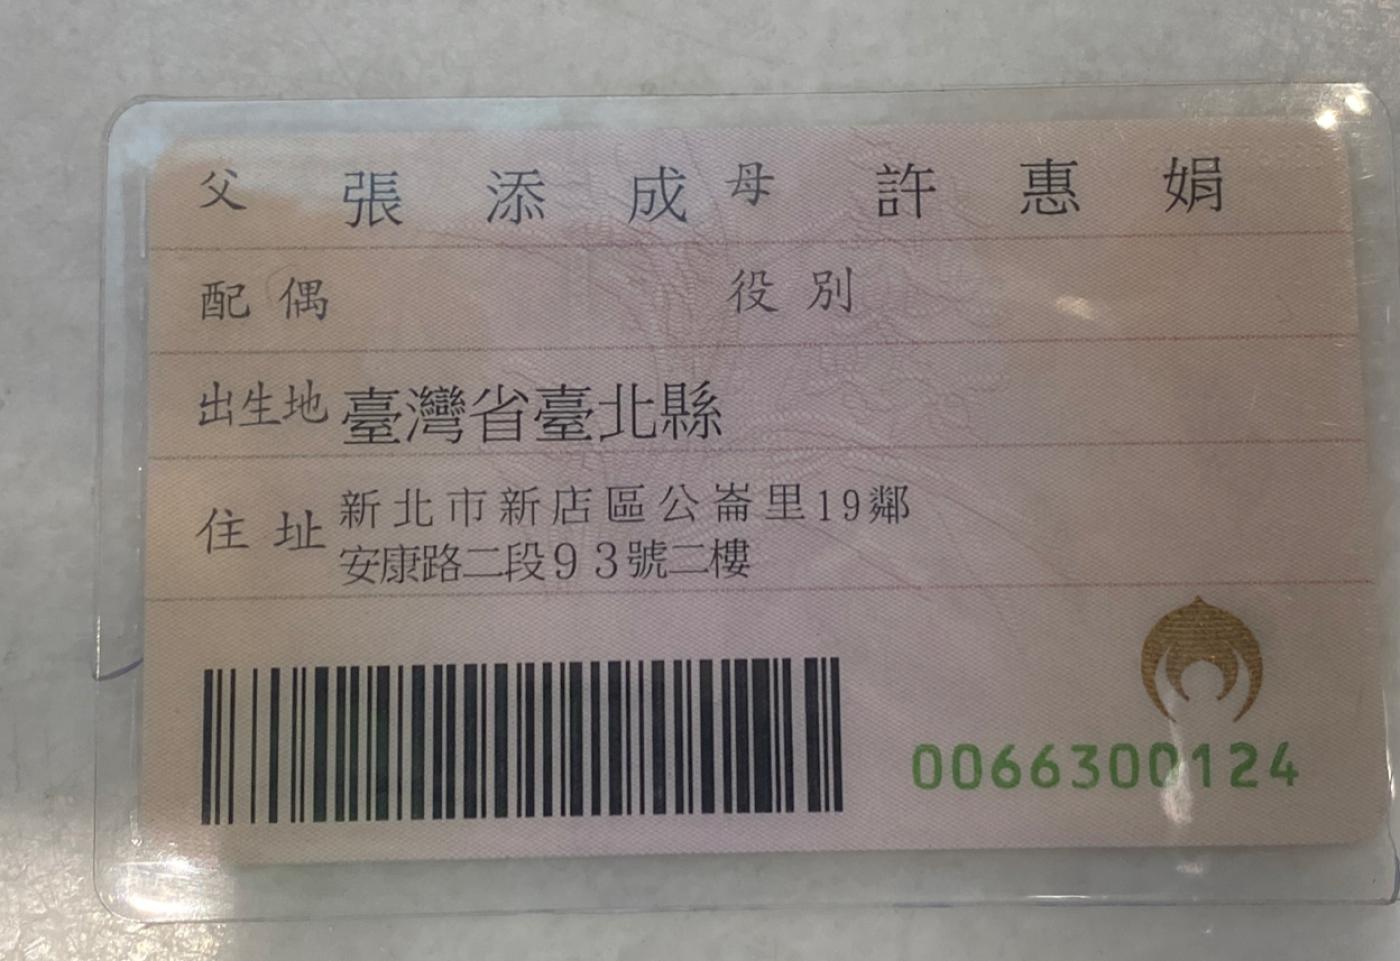 父 張添成 母 許惠娟
配偶 役別
出生地 臺灣省臺北縣
住址 新北市新店區公崙里19鄰
安康路二段93號二樓
0066300124